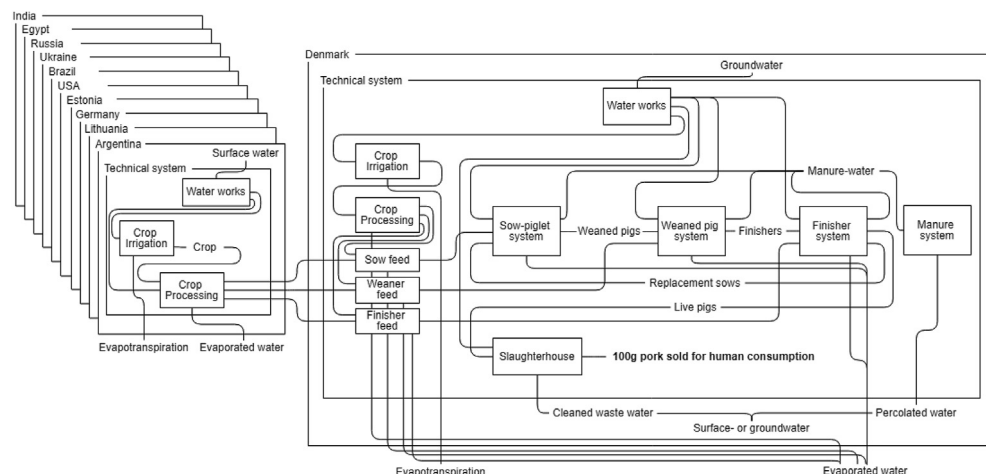 India
Egypt
Russia
Ukraine
Brazil
USA
Estonia
Germany
Lithuania
Argentina
Technical system
Surface water
Water works
Crop
Irrigation
Crop
Crop
Processing
Evapotranspiration
Evaporated water
Denmark
Technical system
Groundwater
Water works
Crop
Irrigation
Crop
Processing
Sow feed
Weaner
feed
Finisher
feed
Sow-piglet
system
Weaned pigs
Weaned pig
system
Finishers
Finisher
system
Manure-water
Manure
system
Replacement sows
Live pigs
Slaughterhouse
100g pork sold for human consumption
Cleaned waste water
Percolated water
Surface- or groundwater
Evapotranspiration
Evaporated water